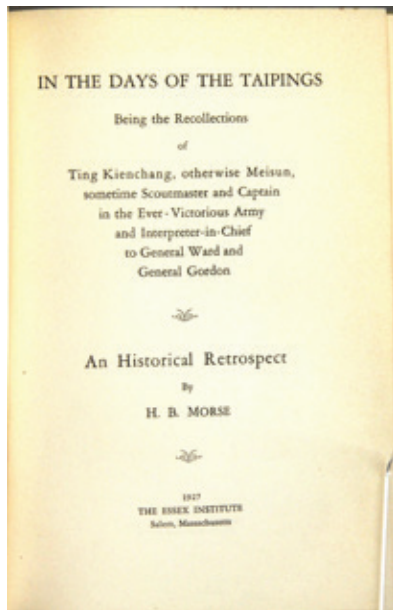 IN THE DAYS OF THE TAIPINGS
Being the Recollections
of
Ting Kienchang, otherwise Meisun,
sometime Scoutmaster and Captain
in the Ever-Victorious Army
and Interpreter-in-Chief
to General Ward and
General Gordon
An Historical Retrospect
By
H. B. MORSE
1927
THE ESSEX INSTITUTE
Salem, Massachusetts